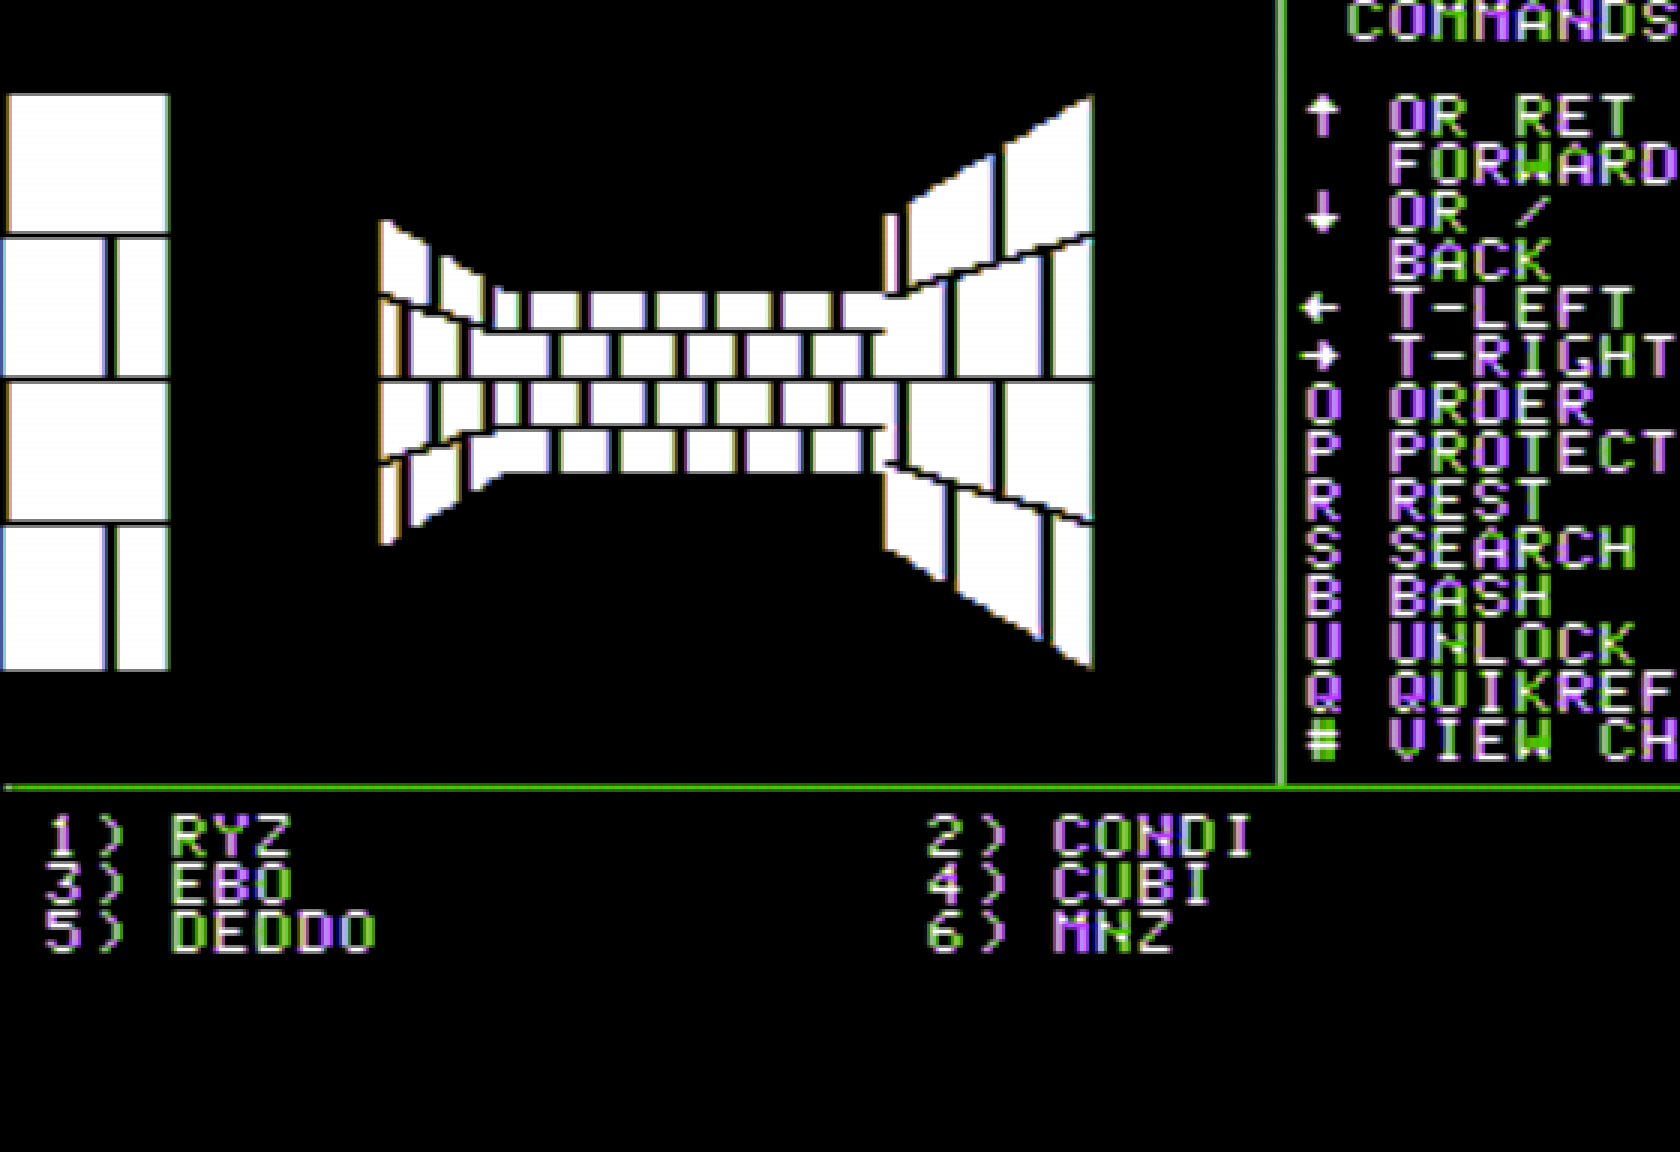 COMMANDS
↑ OR RET
FORWARD
↓ OR /
BACK
← T-LEFT
→ T-RIGHT
O ORDER
P PROTECT
R REST
S SEARCH
B BASH
U UNLOCK
Q QUIKREF
# VIEW CH
1) RYZ 2) CONDI
3) EBO 4) CUBI
5) DEDDO 6) MNZ